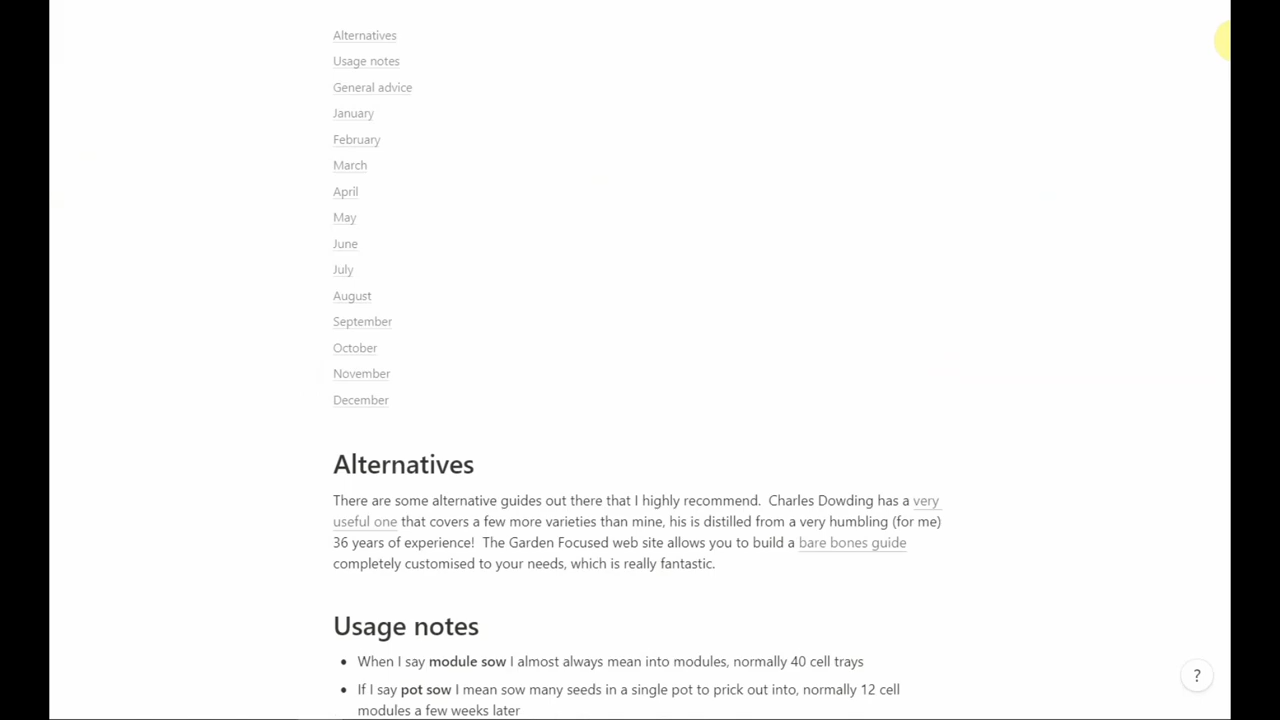 Alternatives
Usage notes
General advice
January
February
March
April
May
June
July
August
September
October
November
December
Alternatives
There are some alternative guides out there that I highly recommend.  Charles Dowding has a very
useful one that covers a few more varieties than mine, his is distilled from a very humbling (for me)
36 years of experience!  The Garden Focused web site allows you to build a bare bones guide
completely customised to your needs, which is really fantastic.
Usage notes
• When I say module sow I almost always mean into modules, normally 40 cell trays
• If I say pot sow I mean sow many seeds in a single pot to prick out into, normally 12 cell
modules a few weeks later
?